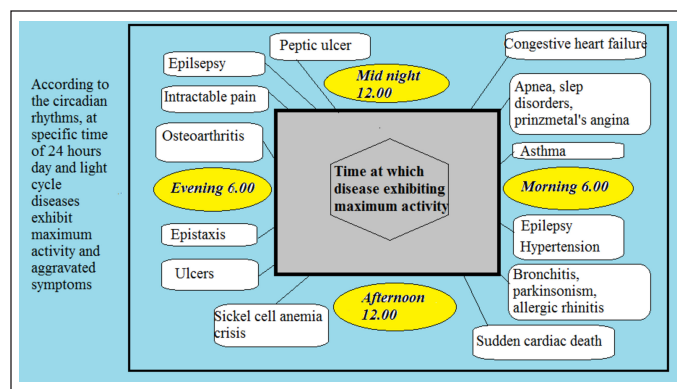 According to
the circadian
rhythms, at
specific time
of 24 hours
day and light
cycle
diseases
exhibit
maximum
activity and
aggravated
symptoms
Peptic ulcer
Epilsepsy
Intractable pain
Osteoarthritis
Evening 6.00
Epistaxis
Ulcers
Sickel cell anemia
crisis
Mid night
12.00
Time at which
disease exhibiting
maximum activity
Afternoon
12.00
Congestive heart failure
Apnea, slep
disorders,
prinzmetal's angina
Asthma
Morning 6.00
Epilepsy
Hypertension
Bronchitis,
parkinsonism,
allergic rhinitis
Sudden cardiac death